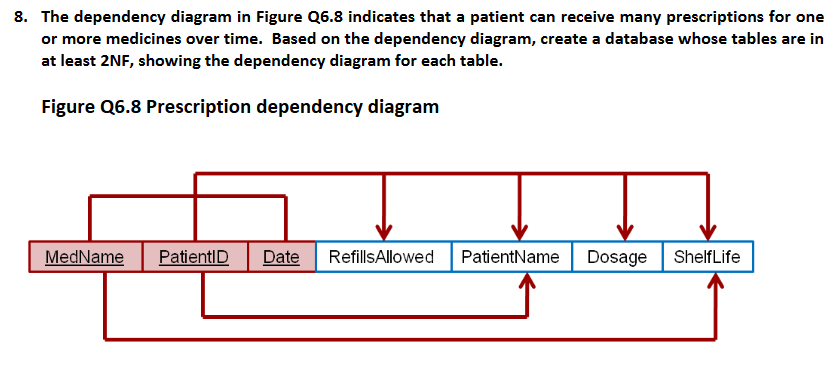 8. The dependency diagram in Figure Q6.8 indicates that a patient can receive many prescriptions for one
or more medicines over time. Based on the dependency diagram, create a database whose tables are in
at least 2NF, showing the dependency diagram for each table.
Figure Q6.8 Prescription dependency diagram
MedName PatientID Date RefillsAllowed PatientName Dosage ShelfLife